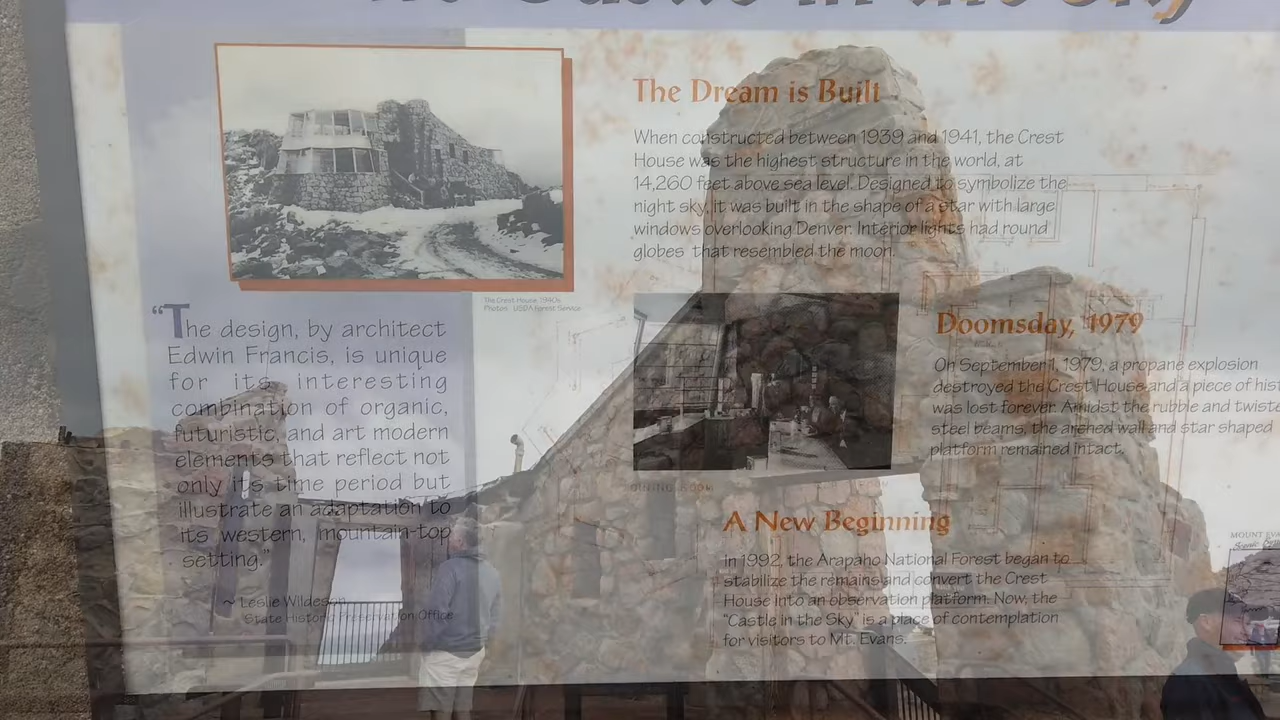 Castle in the Sky
The Crest House, 1940s
Photos - USDA Forest Service
"The design, by architect
Edwin Francis, is unique
for its interesting
combination of organic,
futuristic, and art modern
elements that reflect not
only its time period but
illustrate an adaptation to
its western, mountain-top
setting."
~ Leslie Wildesen
State Historic Preservation Office
The Dream is Built
When constructed between 1939 and 1941, the Crest
House was the highest structure in the world, at
14,260 feet above sea level. Designed to symbolize the
night sky, it was built in the shape of a star with large
windows overlooking Denver. Interior lights had round
globes that resembled the moon.
DINING ROOM
Doomsday, 1979
On September 1, 1979, a propane explosion
destroyed the Crest House and a piece of
was lost forever. Amidst the rubble and
steel beams, the arched wall and star shaped
platform remained intact.
A New Beginning
In 1992, the Arapaho National Forest began to
stabilize the remains and convert the Crest
House into an observation platform. Now, the
"Castle in the Sky" is a place of contemplation
for visitors to Mt. Evans.
MOUNT